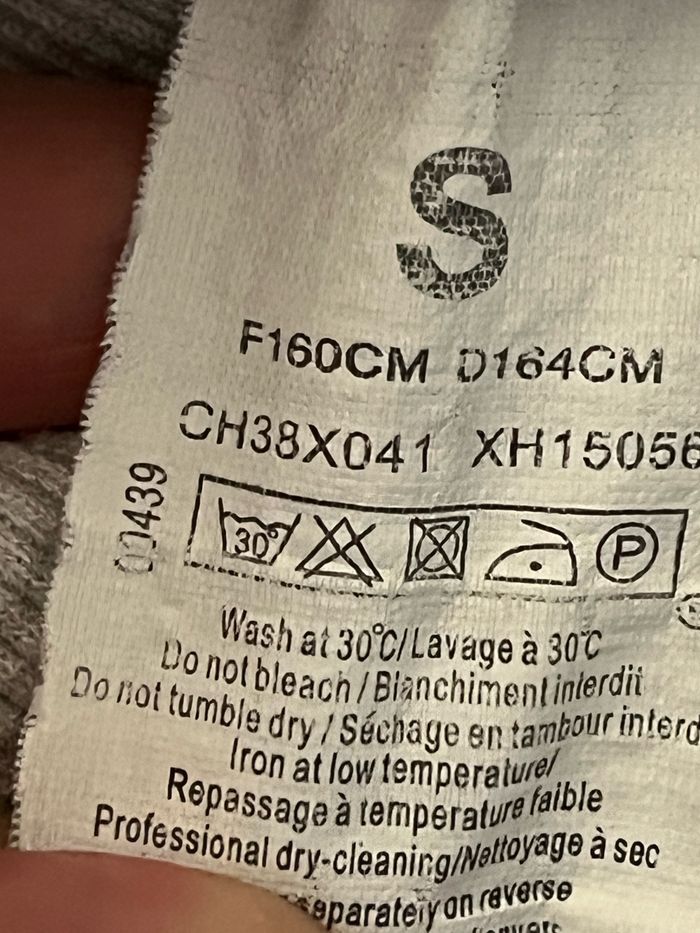 S
F160CM D164CM
CH38X041 XH15056
00439
30°
P
Wash at 30°C/Lavage à 30°C
Do not bleach / Blanchiment interdit
Do not tumble dry / Séchage en tambour interd
Iron at low temperature/
Repassage à température faible
Professional dry-cleaning/Nettoyage à sec
separately on reverse